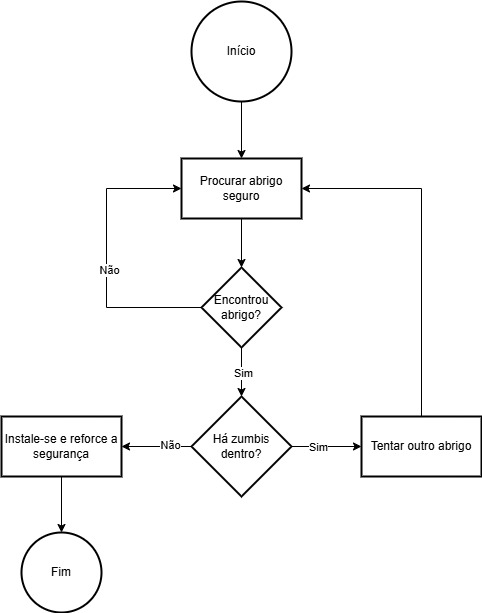 Início
Procurar abrigo
seguro
Não
Encontrou
abrigo?
Sim
Instale-se e reforce a
segurança
Não
Há zumbis
dentro?
Sim
Tentar outro abrigo
Fim